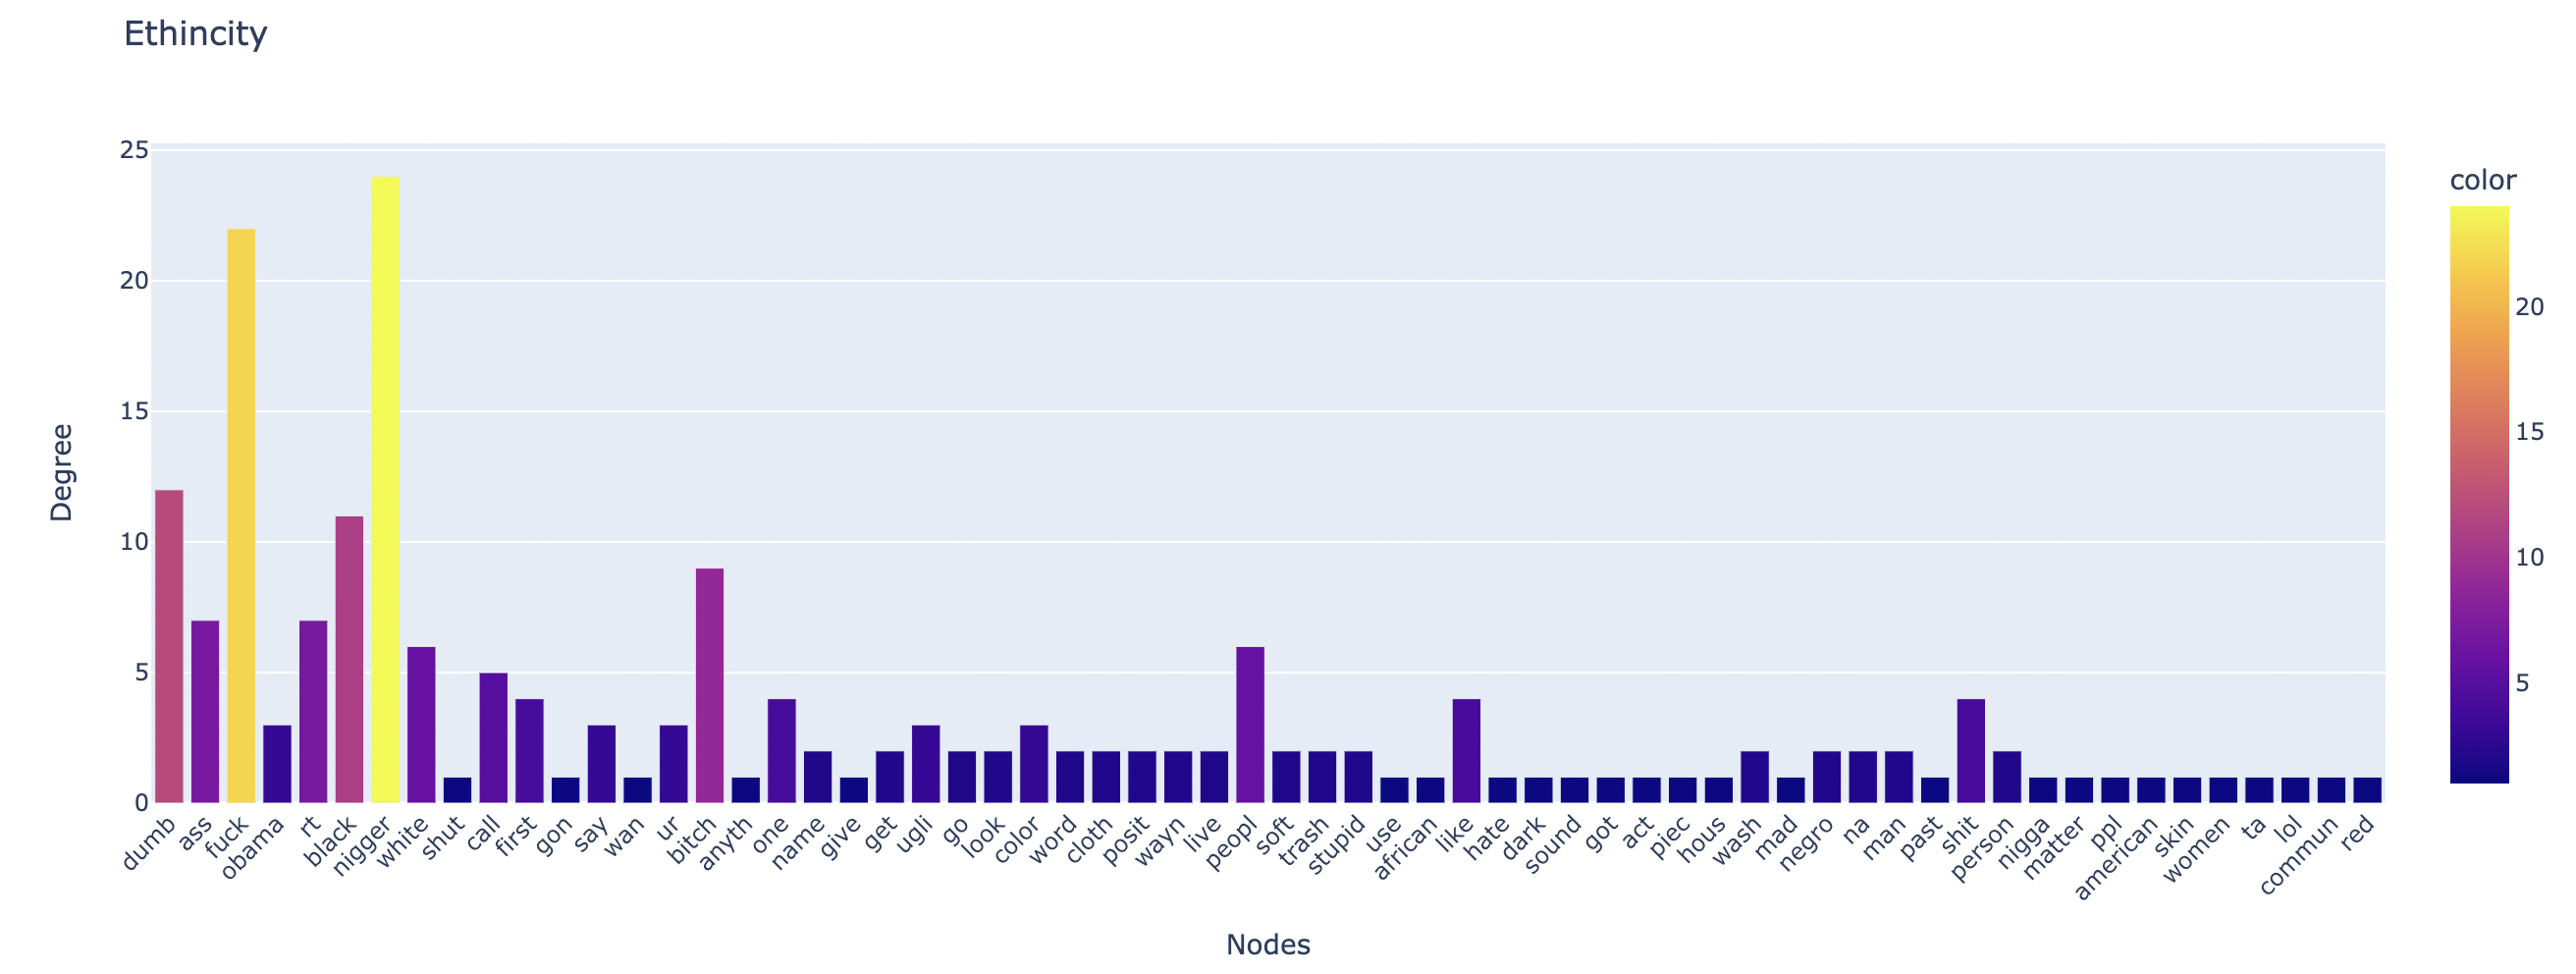 Ethincity
25
20
15
10
5
0
Degree
dumb
ass
fuck
obama
rt
black
nigger
white
shut
call
first
gon
say
wan
ur
bitch
anyth
one
name
give
get
ugli
go
look
color
word
cloth
posit
wayn
live
peopl
soft
trash
stupid
use
african
like
hate
dark
sound
got
act
piec
hous
wash
mad
negro
na
man
past
shit
person
nigga
matter
ppl
american
skin
women
ta
lol
commun
red
Nodes
color
20
15
10
5